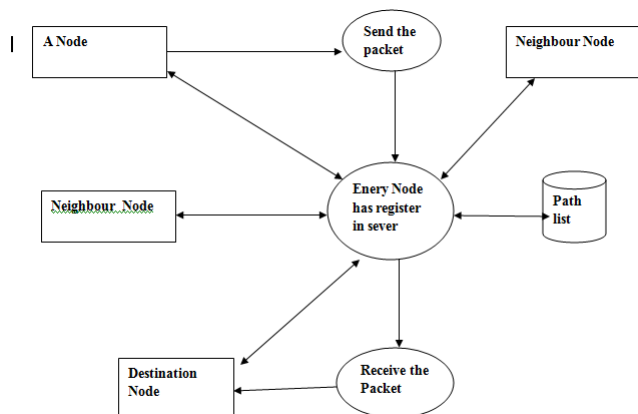 A Node
Send the
packet
Neighbour Node
Neighbour Node
Enery Node
has register
in sever
Path
list
Destination
Node
Receive the
Packet